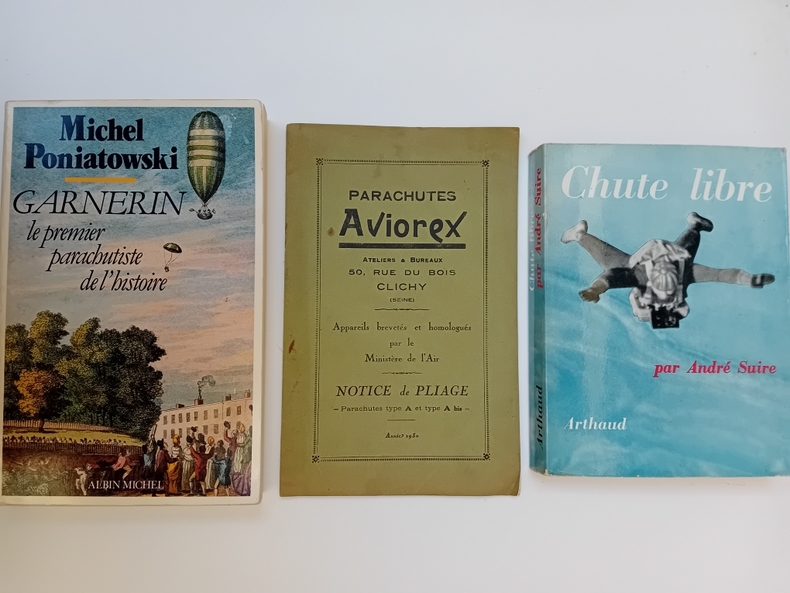 Michel
Poniatowski
GARNERIN
le premier
parachutiste
de l'histoire
ALBIN MICHEL
PARACHUTES
Aviorex
ATELIERS & BUREAUX
50, RUE DU BOIS
CLICHY
(SEINE)
Appareils brevetés et homologués
par le
Ministère de l'Air
NOTICE de PLIAGE
– Parachutes type A et type A bis –
Chute libre
par André Suire
Arthaud
Chute libre
par André Suire
Arthaud